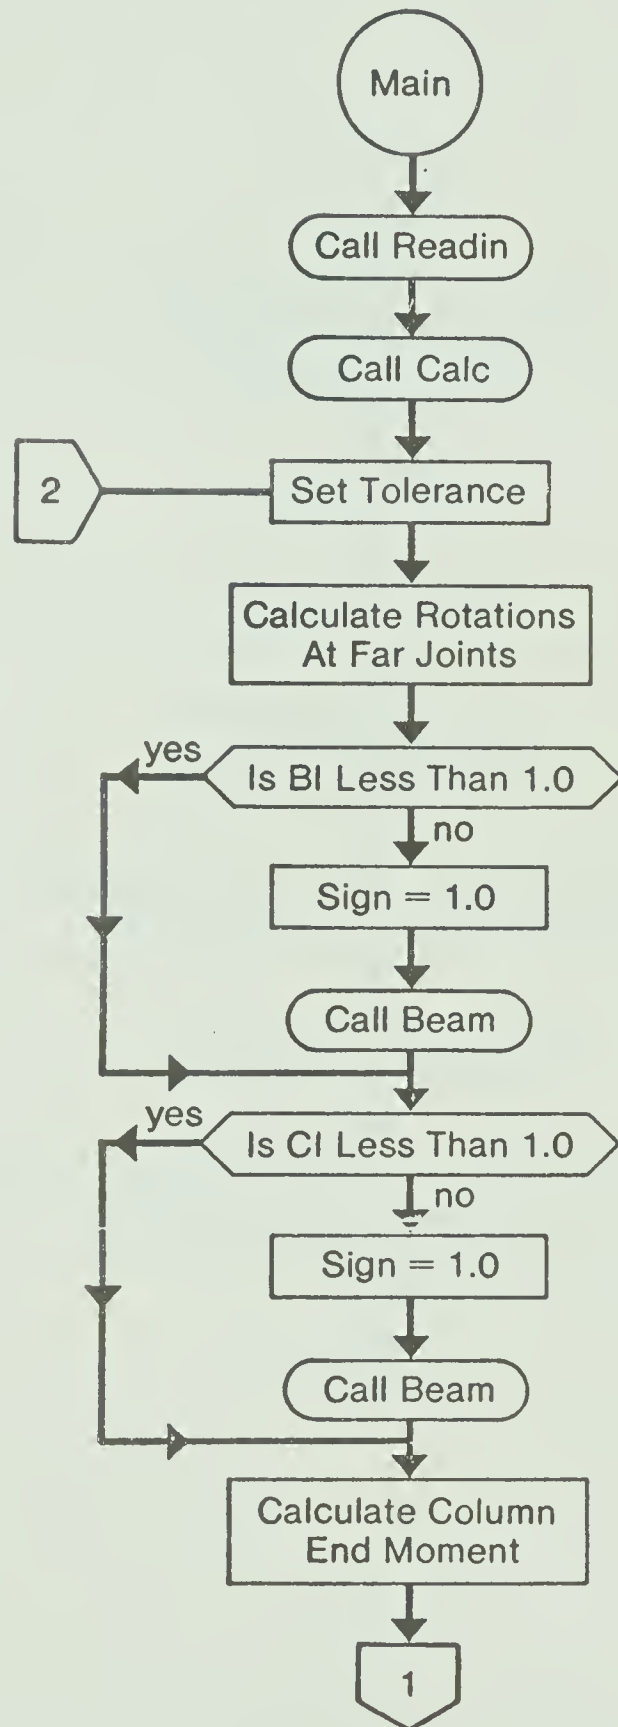 Main
Call Readin
Call Calc
2
Set Tolerance
Calculate Rotations
At Far Joints
yes
Is BI Less Than 1.0
no
Sign = 1.0
Call Beam
yes
Is CI Less Than 1.0
no
Sign = 1.0
Call Beam
Calculate Column
End Moment
1